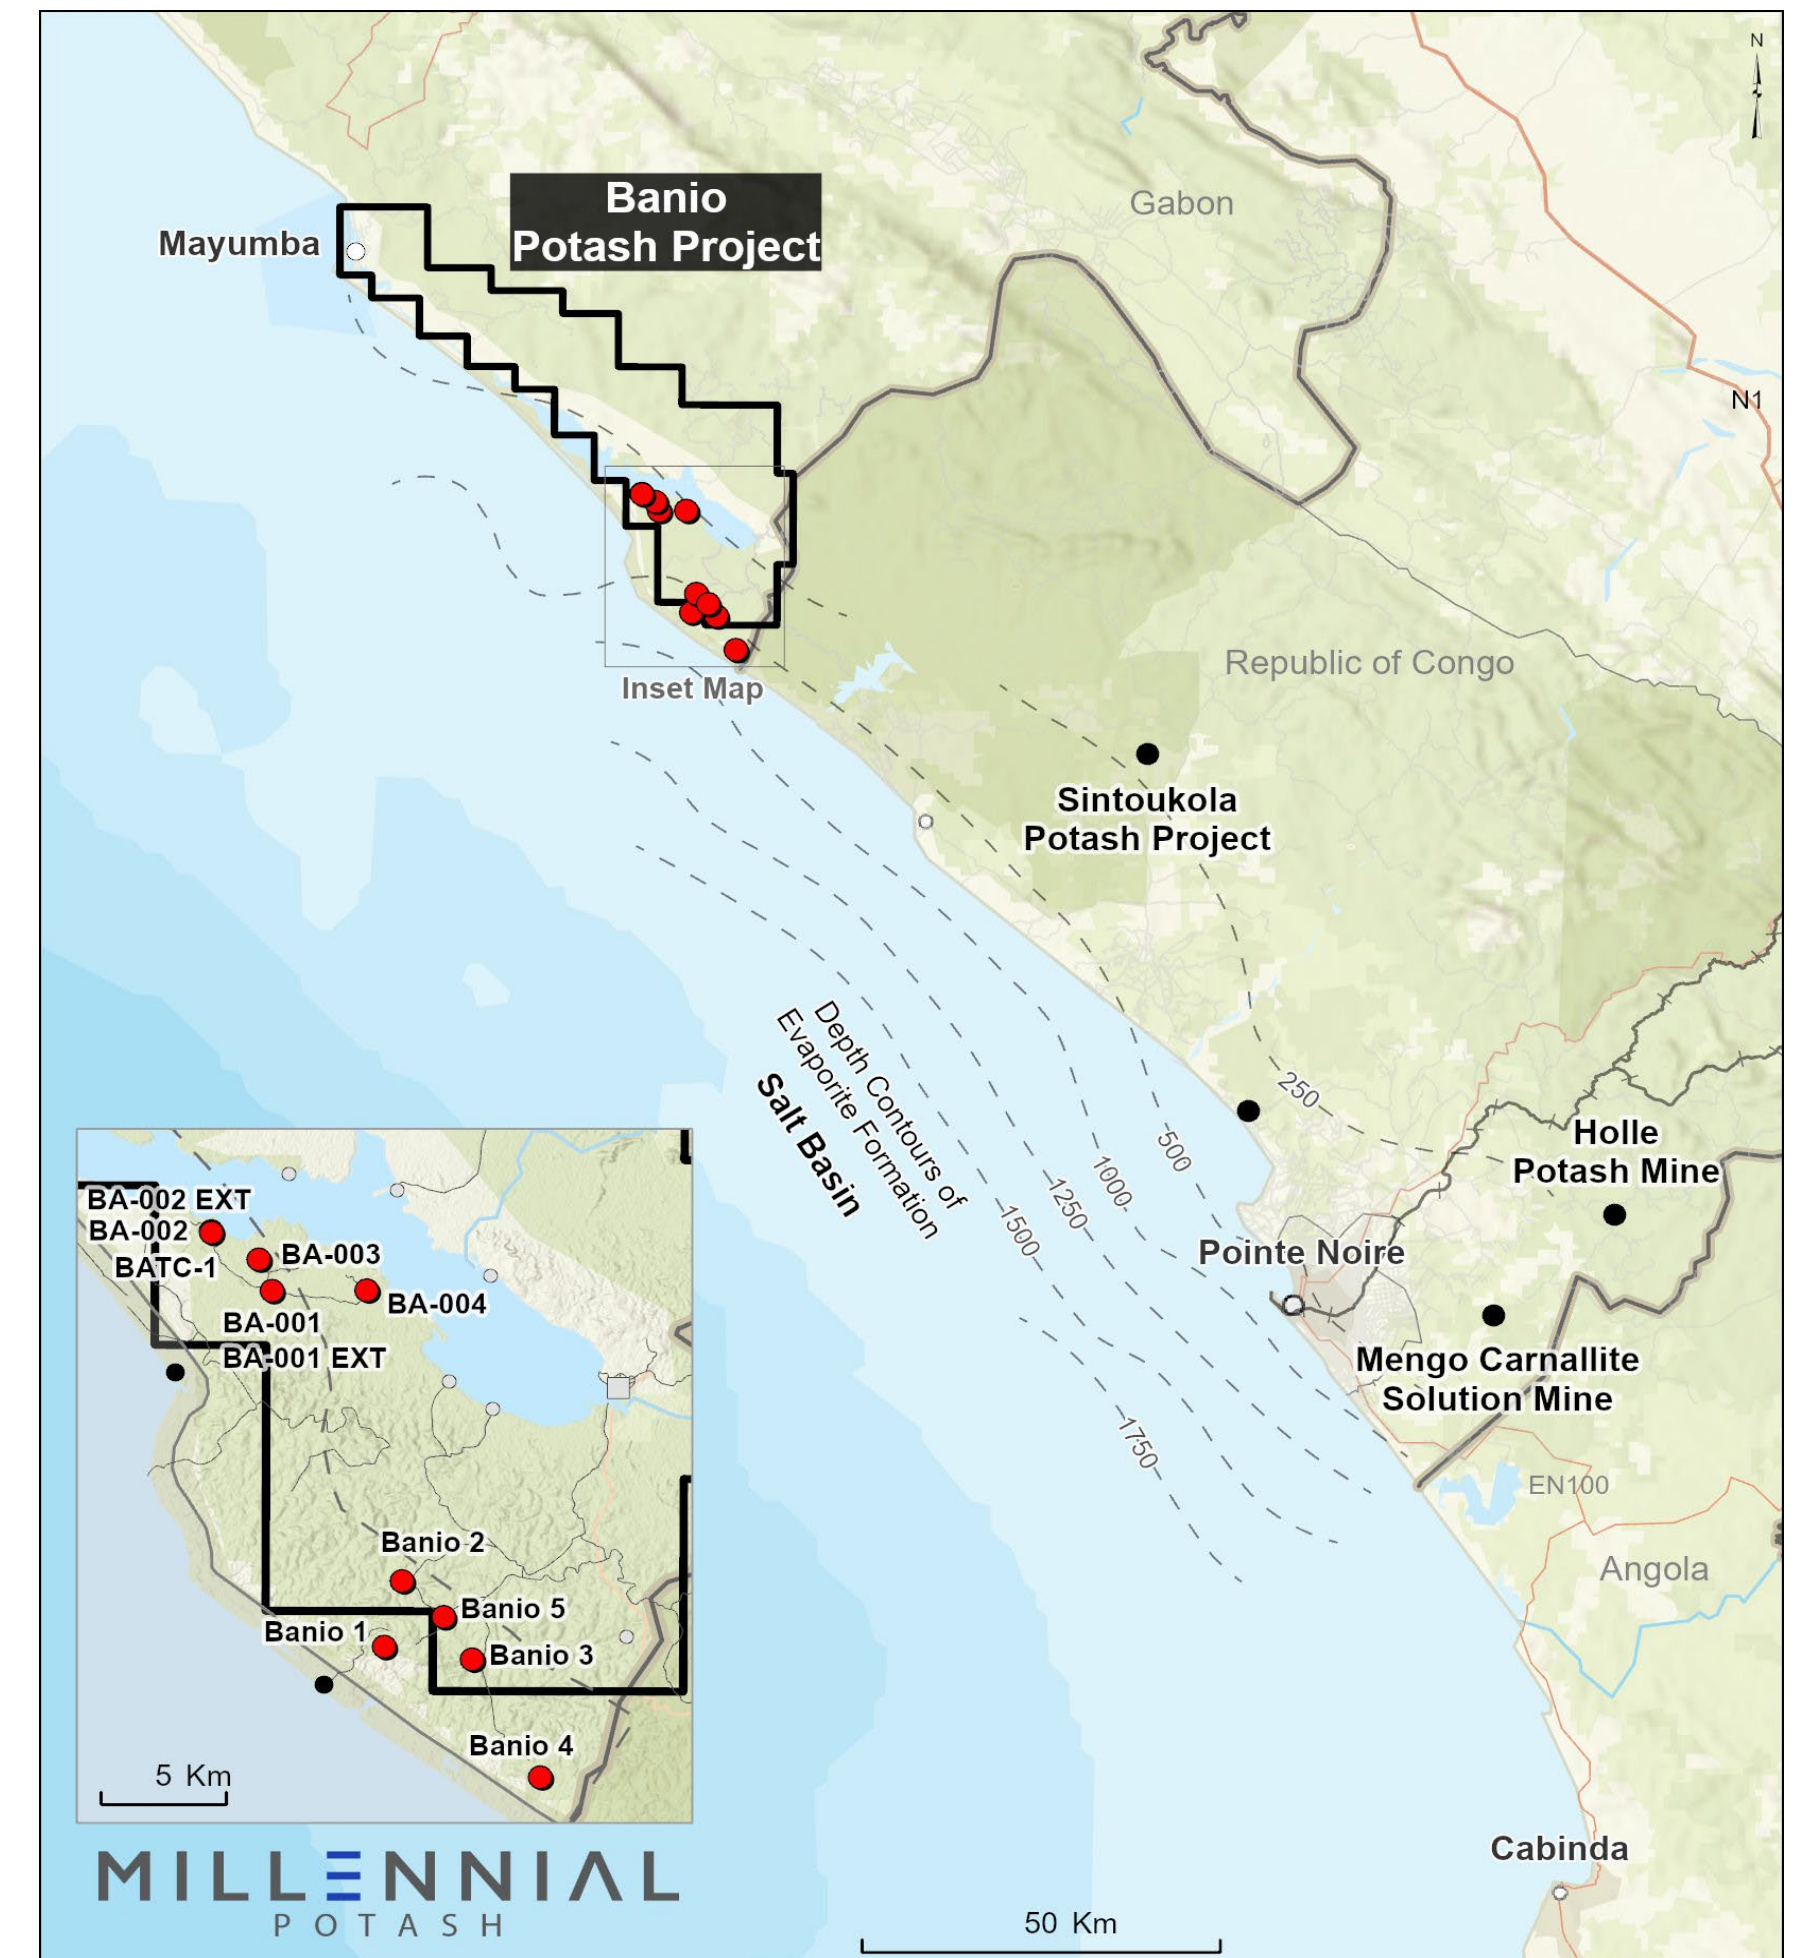 N
Banio
Potash Project
Mayumba
Gabon
N1
Inset Map
Republic of Congo
Sintoukola
Potash Project
Depth Contours of
Evaporite Formation
Salt Basin
250
500
1000
1250
1500
1750
Holle
Potash Mine
Pointe Noire
Mengo Carnallite
Solution Mine
EN100
Angola
Cabinda
50 Km
BA-002 EXT
BA-002
BATC-1
BA-003
BA-004
BA-001
BA-001 EXT
Banio 2
Banio 5
Banio 1
Banio 3
Banio 4
5 Km
MILLENNIAL
POTASH